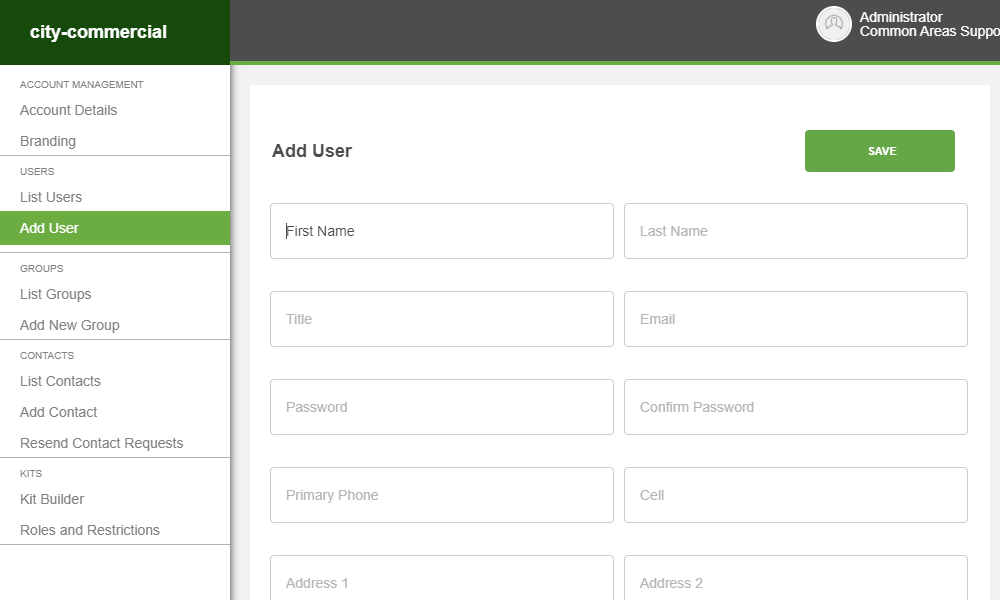 city-commercial
Administrator
Common Areas Suppo
ACCOUNT MANAGEMENT
Account Details
Branding
USERS
List Users
Add User
GROUPS
List Groups
Add New Group
CONTACTS
List Contacts
Add Contact
Resend Contact Requests
KITS
Kit Builder
Roles and Restrictions
Add User
SAVE
First Name
Last Name
Title
Email
Password
Confirm Password
Primary Phone
Cell
Address 1
Address 2